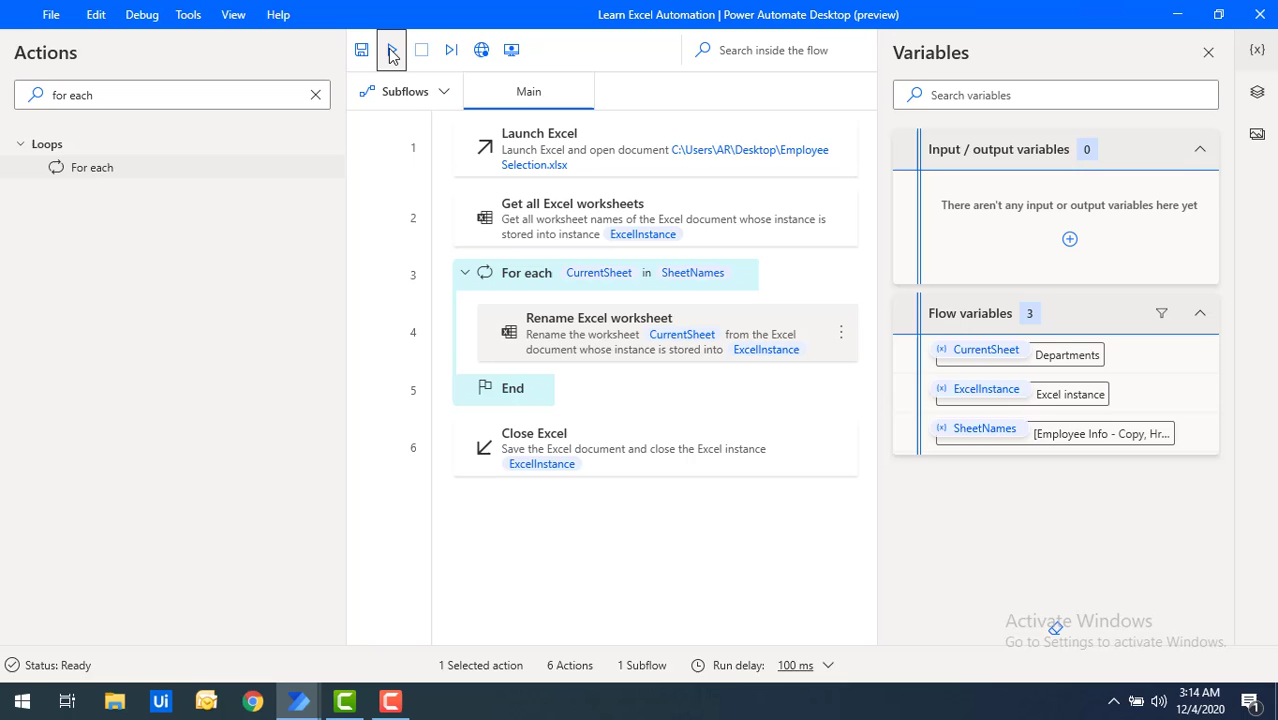 File Edit Debug Tools View Help
Learn Excel Automation | Power Automate Desktop (preview)
Actions
for each
Loops
For each
Search inside the flow
Subflows
Main
1
Launch Excel
Launch Excel and open document C:\Users\AR\Desktop\Employee
Selection.xlsx
2
Get all Excel worksheets
Get all worksheet names of the Excel document whose instance is
stored into instance ExcelInstance
3
For each CurrentSheet in SheetNames
4
Rename Excel worksheet
Rename the worksheet CurrentSheet from the Excel
document whose instance is stored into ExcelInstance
5
End
6
Close Excel
Save the Excel document and close the Excel instance
ExcelInstance
Variables
{x}
Search variables
Input / output variables 0
There aren't any input or output variables here yet
Flow variables 3
(x) CurrentSheet Departments
(x) ExcelInstance Excel instance
(x) SheetNames [Employee Info - Copy, Hr...
Activate Windows
Go to Settings to activate Windows.
Status: Ready
1 Selected action
6 Actions
1 Subflow
Run delay: 100 ms
Ui
C
C
3:14 AM
12/4/2020
1